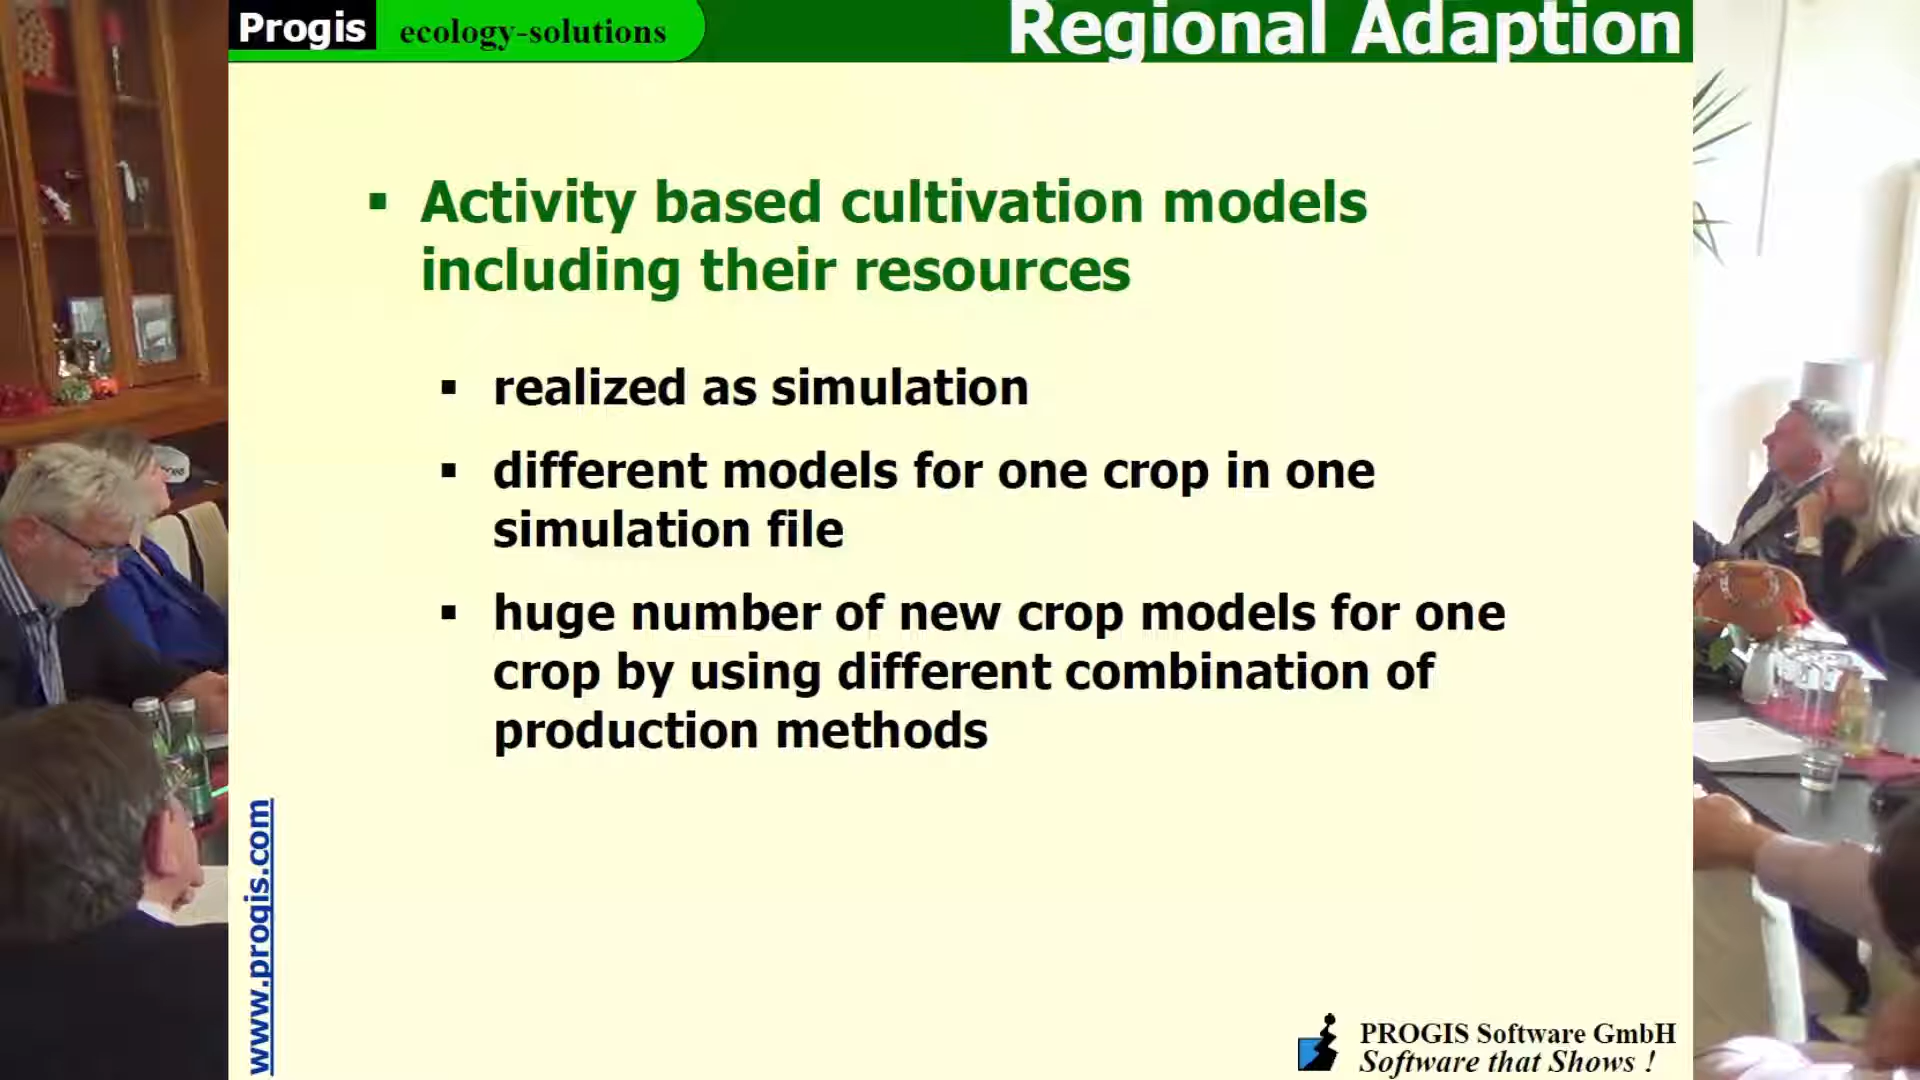 Progis ecology-solutions Regional Adaption
▪ Activity based cultivation models
including their resources
▪ realized as simulation
▪ different models for one crop in one
simulation file
▪ huge number of new crop models for one
crop by using different combination of
production methods
www.progis.com
PROGIS Software GmbH
Software that Shows !